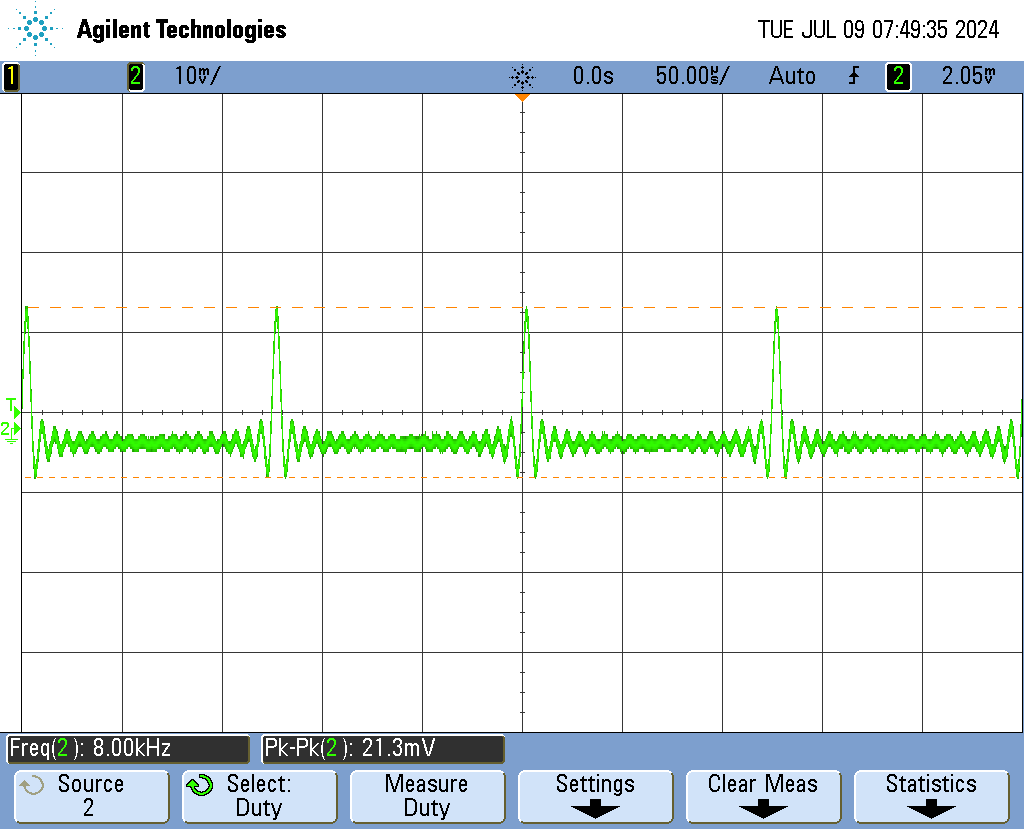 Agilent Technologies
TUE JUL 09 07:49:35 2024
1 2 10mV/ 0.0s 50.00µs/ Auto 2 2.05mV
T
2
Freq(2): 8.00kHz Pk-Pk(2): 21.3mV
Source
2
Select:
Duty
Measure
Duty
Settings
Clear Meas
Statistics